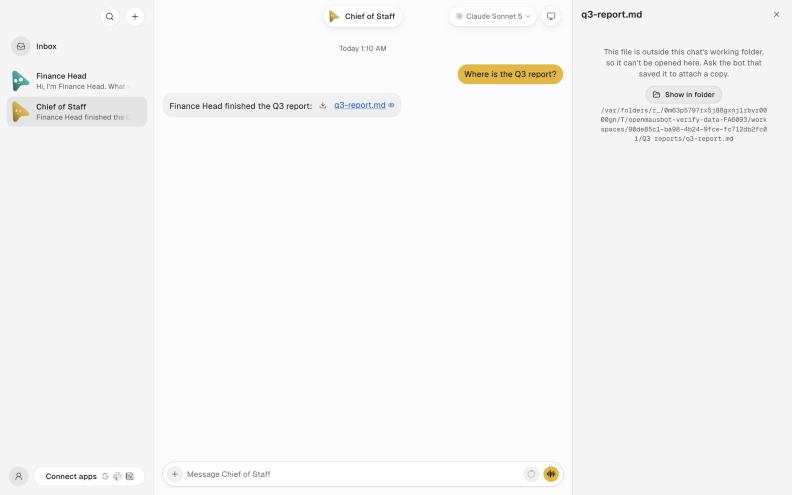 Inbox
Finance Head
Hi, I'm Finance Head. What
Chief of Staff
Finance Head finished the
Connect apps
Chief of Staff
Claude Sonnet 5
Today 1:10 AM
Where is the Q3 report?
Finance Head finished the Q3 report: q3-report.md
Message Chief of Staff
q3-report.md
This file is outside this chat's working folder,
so it can't be opened here. Ask the bot that
saved it to attach a copy.
Show in folder
/var/folders/r_/0m63p5797rx5j88gxnj1rbvr00
00gn/T/openmausbot-verify-data-FA6093/work
spaces/90de85c1-ba98-4b24-9fce-fc712db2fc0
1/Q3 reports/q3-report.md